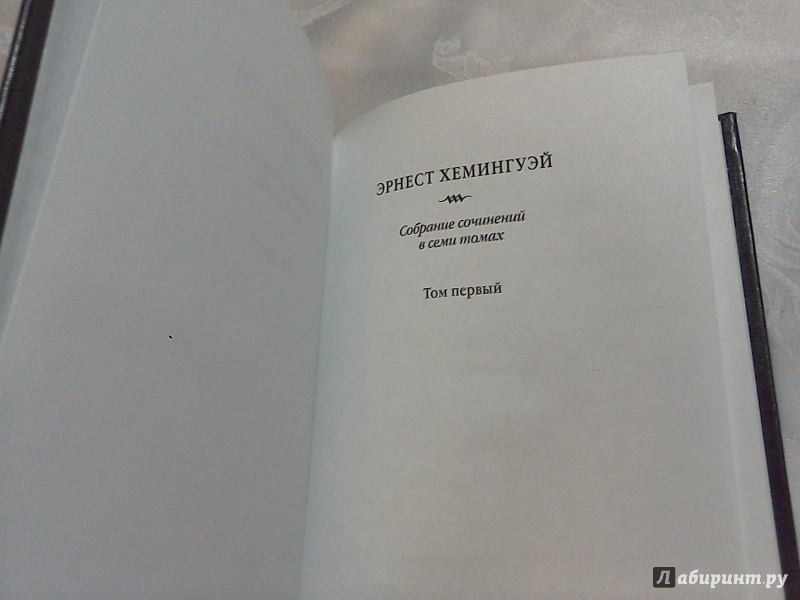 ЭРНЕСТ ХЕМИНГУЭЙ
Собрание сочинений
в семи томах
Том первый
Лабиринт.ру